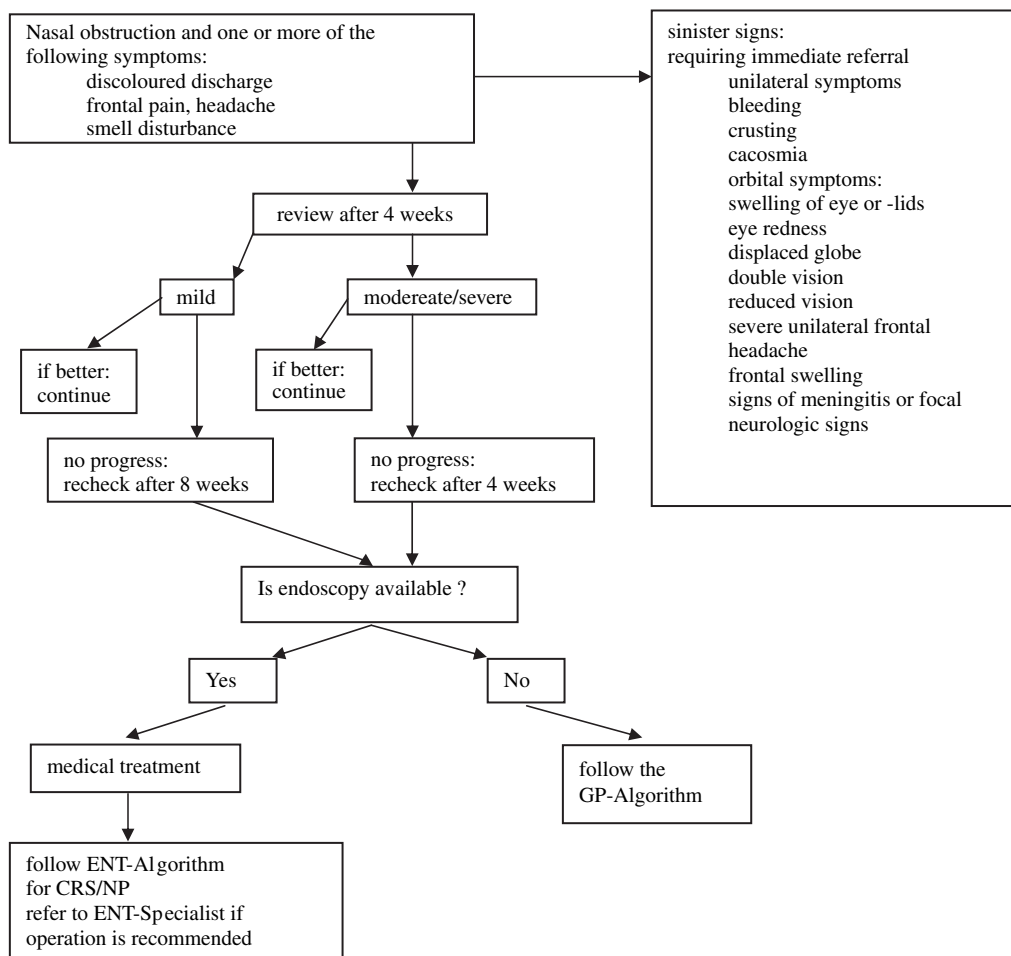 Nasal obstruction and one or more of the
following symptoms:
discoloured discharge
frontal pain, headache
smell disturbance
sinister signs:
requiring immediate referral
unilateral symptoms
bleeding
crusting
cacosmia
orbital symptoms:
swelling of eye or -lids
eye redness
displaced globe
double vision
reduced vision
severe unilateral frontal
headache
frontal swelling
signs of meningitis or focal
neurologic signs
review after 4 weeks
mild
modereate/severe
if better:
continue
if better:
continue
no progress:
recheck after 8 weeks
no progress:
recheck after 4 weeks
Is endoscopy available ?
Yes
No
medical treatment
follow the
GP-Algorithm
follow ENT-Algorithm
for CRS/NP
refer to ENT-Specialist if
operation is recommended